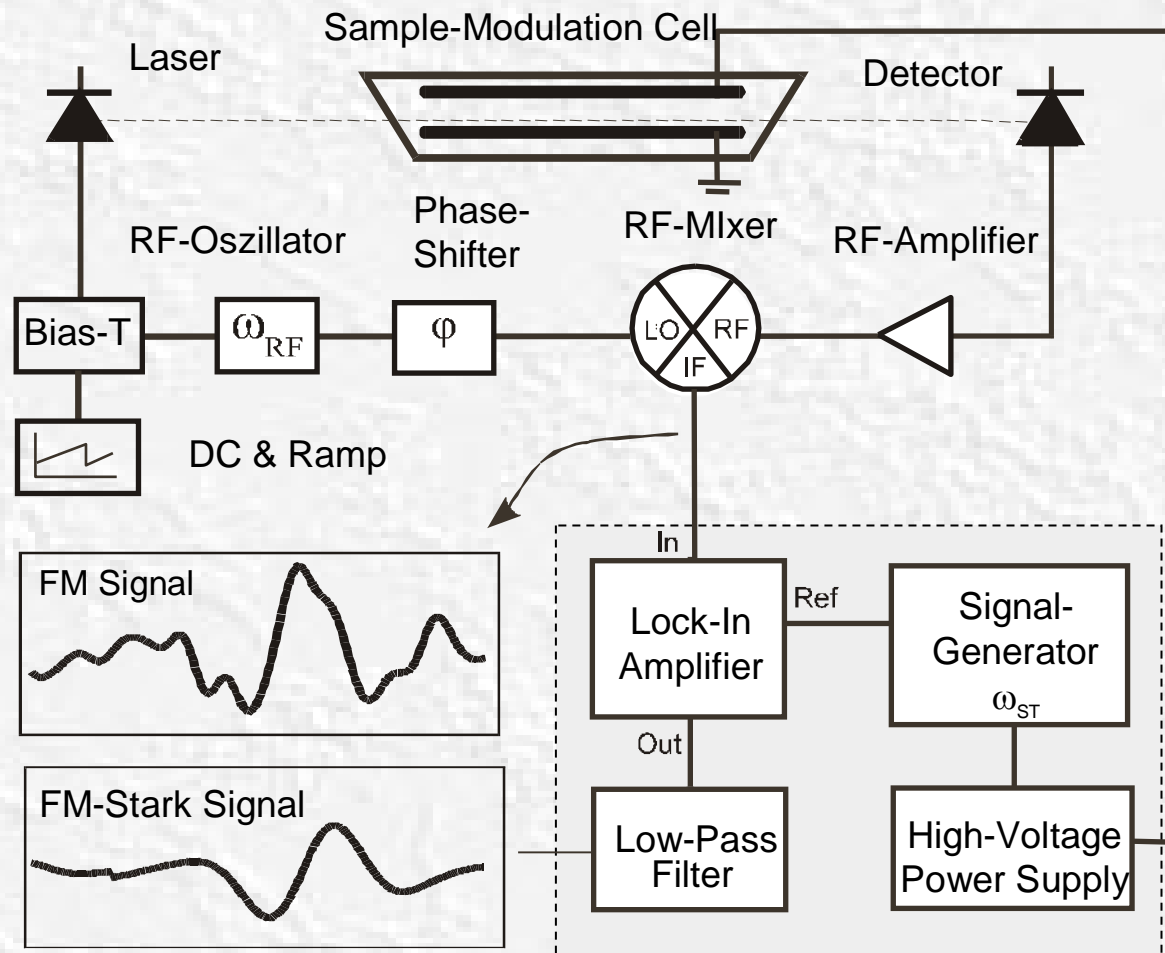 Sample-Modulation Cell
Laser
Detector
Phase-
Shifter
RF-Oszillator
RF-MIxer
RF-Amplifier
Bias-T
ω_RF
φ
LO
RF
IF
DC & Ramp
In
FM Signal
Lock-In
Amplifier
Ref
Signal-
Generator
ω_ST
Out
FM-Stark Signal
Low-Pass
Filter
High-Voltage
Power Supply